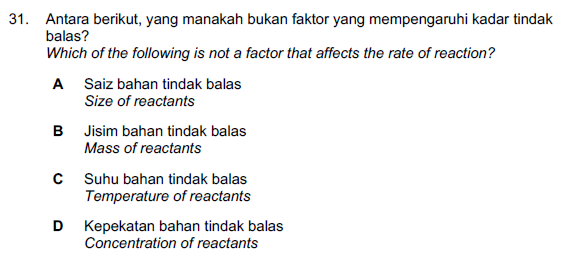 31. Antara berikut, yang manakah bukan faktor yang mempengaruhi kadar tindak
balas?
Which of the following is not a factor that affects the rate of reaction?
A Saiz bahan tindak balas
Size of reactants
B Jisim bahan tindak balas
Mass of reactants
C Suhu bahan tindak balas
Temperature of reactants
D Kepekatan bahan tindak balas
Concentration of reactants